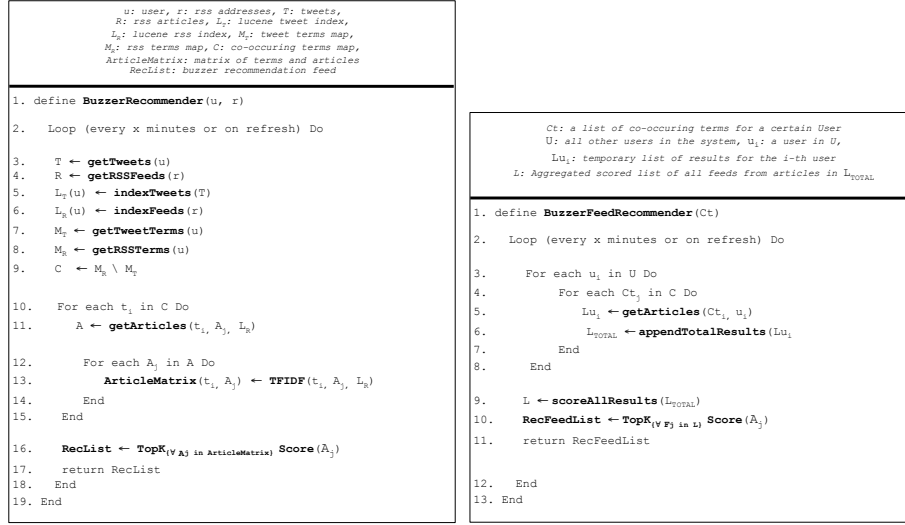 u: user, r: rss addresses, T: tweets,
R: rss articles, L_T: lucene tweet index,
L_R: lucene rss index, M_T: tweet terms map,
M_R: rss terms map, C: co-occuring terms map,
ArticleMatrix: matrix of terms and articles
RecList: buzzer recommendation feed
1. define BuzzerRecommender(u, r)
2. Loop (every x minutes or on refresh) Do
3. T ← getTweets(u)
4. R ← getRSSFeeds(r)
5. L_T(u) ← indexTweets(T)
6. L_R(u) ← indexFeeds(r)
7. M_T ← getTweetTerms(u)
8. M_R ← getRSSTerms(u)
9. C ← M_R \ M_T
10. For each t_i in C Do
11. A ← getArticles(t_i, A_j, L_R)
12. For each A_j in A Do
13. ArticleMatrix(t_i, A_j) ← TFIDF(t_i, A_j, L_R)
14. End
15. End
16. RecList ← TopK_(∀ Aj in ArticleMatrix) Score(A_j)
17. return RecList
18. End
19. End
Ct: a list of co-occuring terms for a certain User
U: all other users in the system, u_i: a user in U,
Lu_i: temporary list of results for the i-th user
L: Aggregated scored list of all feeds from articles in L_TOTAL
1. define BuzzerFeedRecommender(Ct)
2. Loop (every x minutes or on refresh) Do
3. For each u_i in U Do
4. For each Ct_j in C Do
5. Lu_i ← getArticles(Ct_i, u_i)
6. L_TOTAL ← appendTotalResults(Lu_i
7. End
8. End
9. L ← scoreAllResults(L_TOTAL)
10. RecFeedList ← TopK_(∀ Fj in L) Score(A_j)
11. return RecFeedList
12. End
13. End